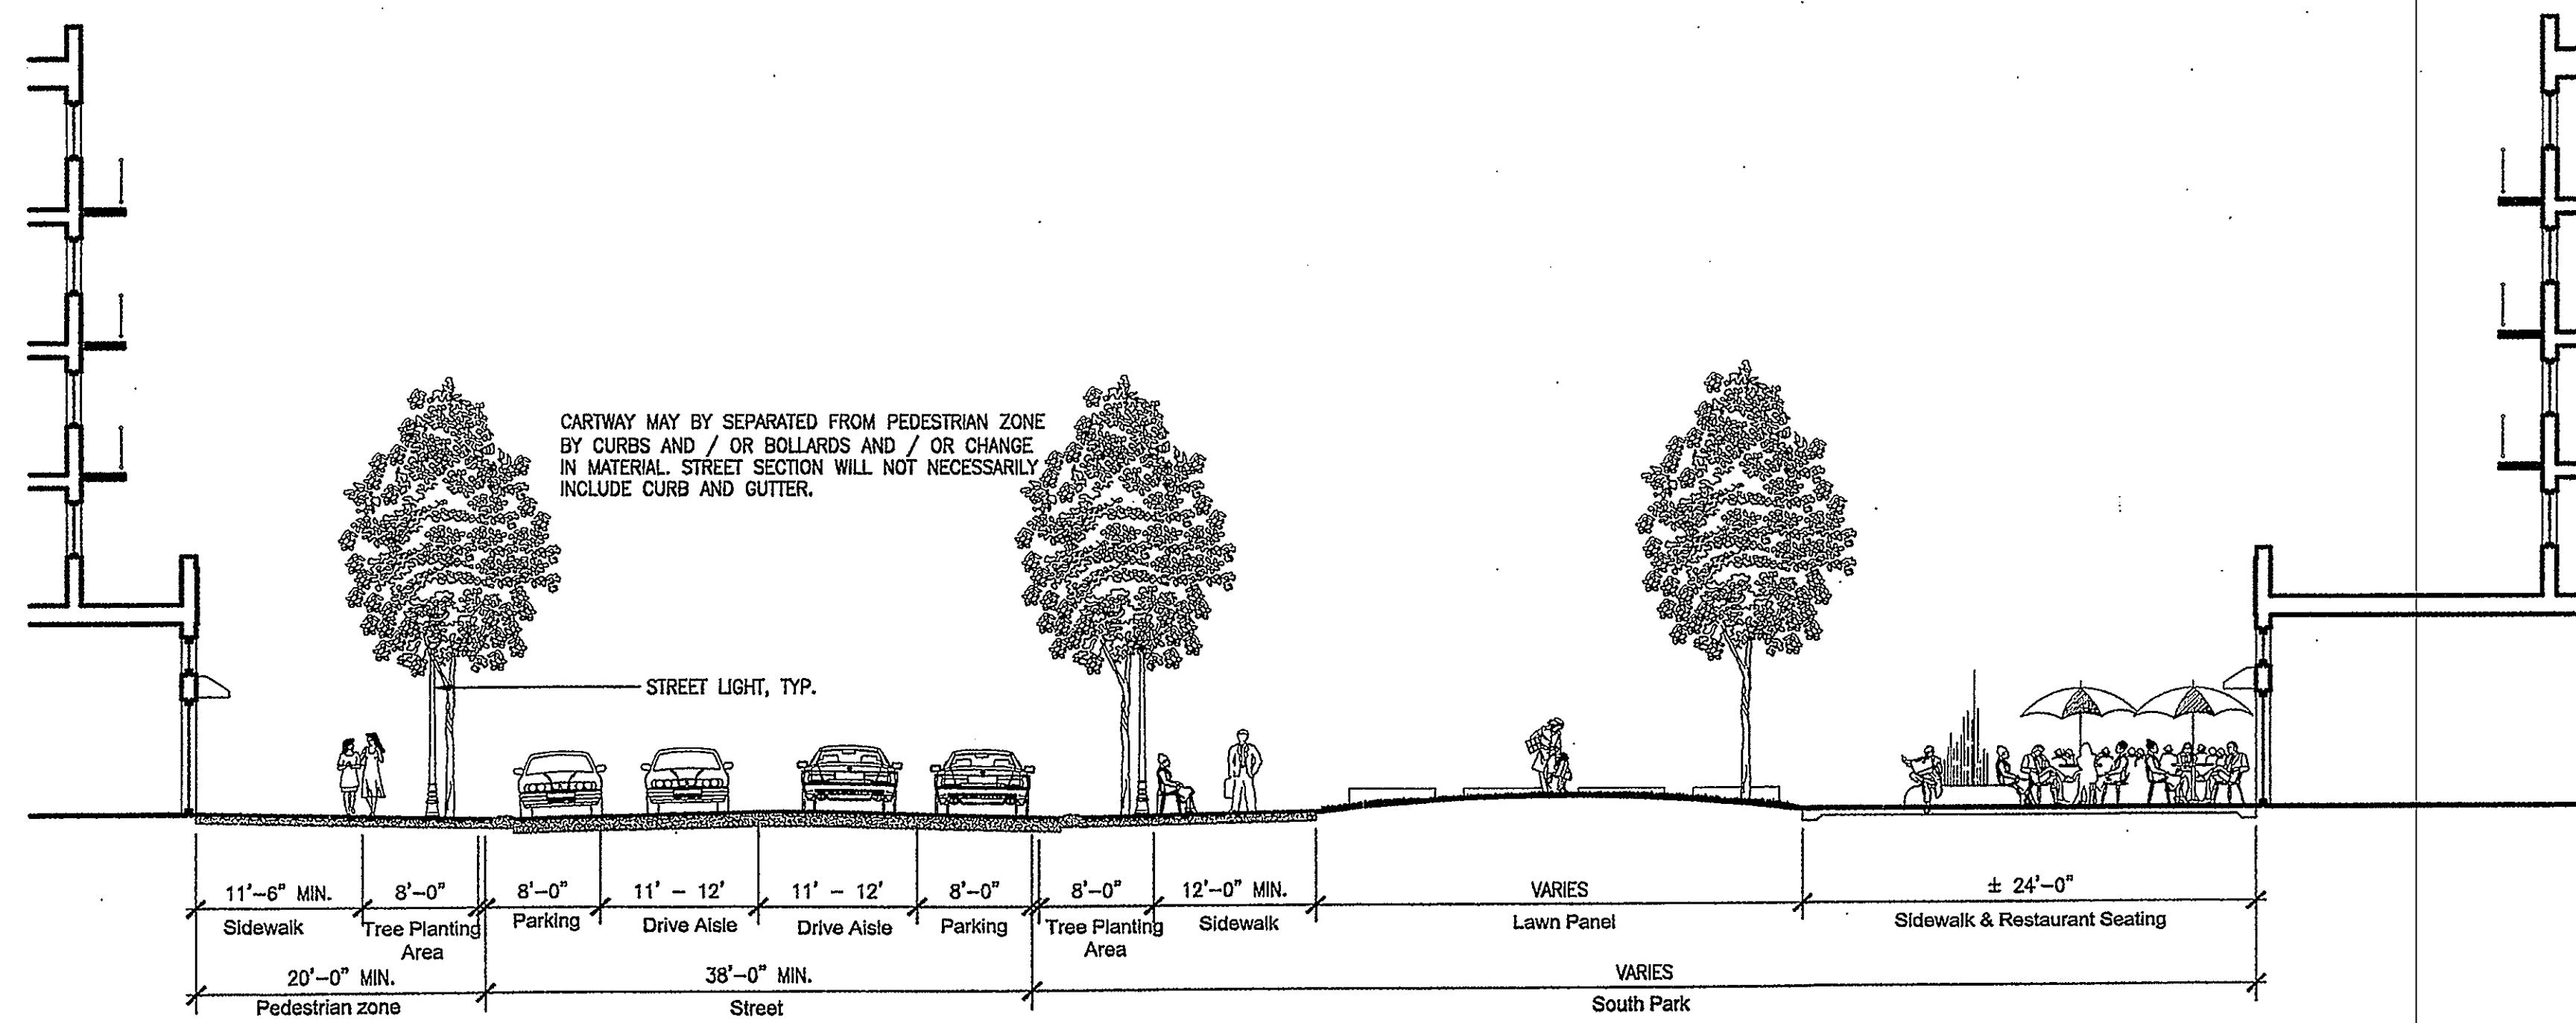 CARTWAY MAY BY SEPARATED FROM PEDESTRIAN ZONE
BY CURBS AND / OR BOLLARDS AND / OR CHANGE
IN MATERIAL. STREET SECTION WILL NOT NECESSARILY
INCLUDE CURB AND GUTTER.
STREET LIGHT, TYP.
11'-6" MIN.
Sidewalk
8'-0"
Tree Planting
Area
8'-0"
Parking
11' - 12'
Drive Aisle
11' - 12'
Drive Aisle
8'-0"
Parking
8'-0"
Tree Planting
Area
12'-0" MIN.
Sidewalk
VARIES
Lawn Panel
± 24'-0"
Sidewalk & Restaurant Seating
20'-0" MIN.
Pedestrian zone
38'-0" MIN.
Street
VARIES
South Park